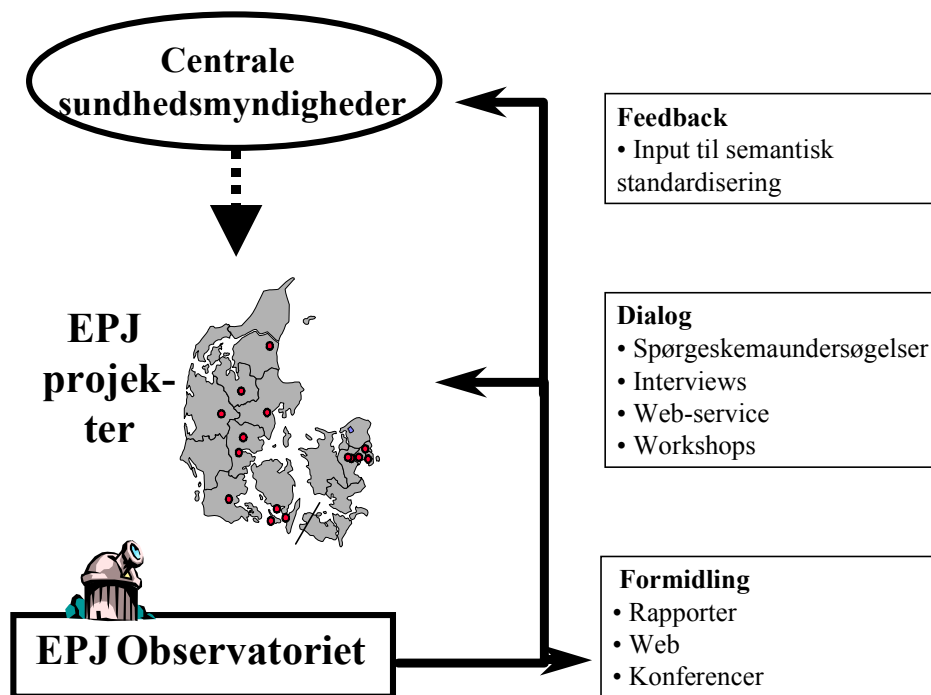 Centrale
sundhedsmyndigheder
Feedback
• Input til semantisk
standardisering
EPJ
projek-
ter
Dialog
• Spørgeskemaundersøgelser
• Interviews
• Web-service
• Workshops
EPJ Observatoriet
Formidling
• Rapporter
• Web
• Konferencer